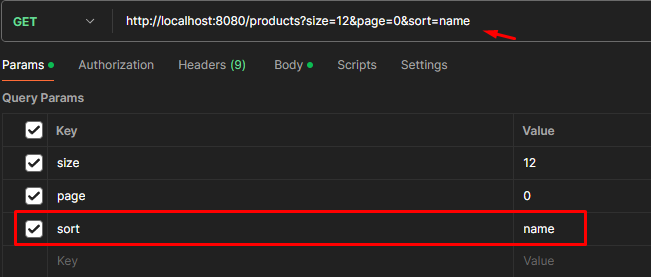 GET http://localhost:8080/products?size=12&page=0&sort=name
Params Authorization Headers (9) Body Scripts Settings
Query Params
Key Value
size 12
page 0
sort name
Key Value